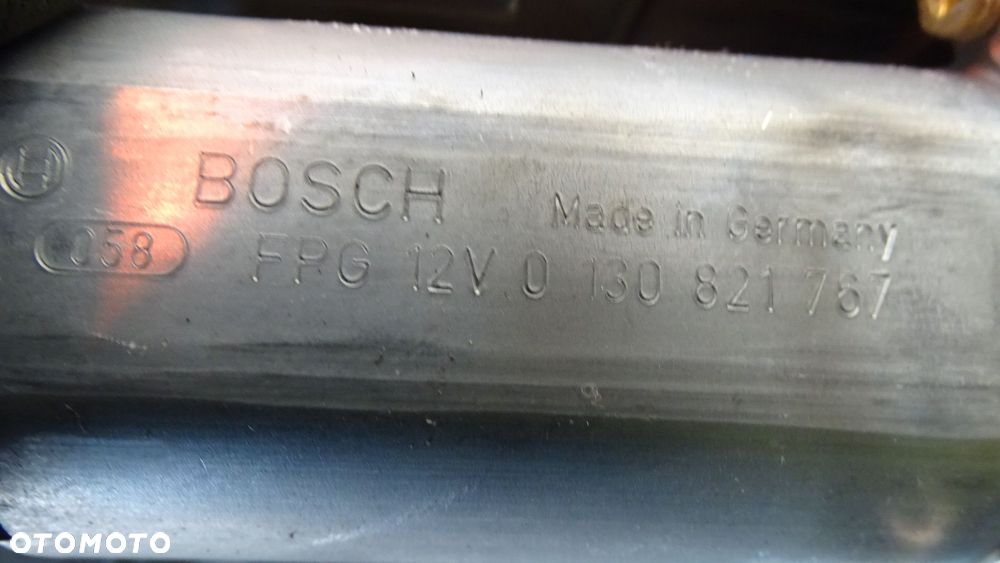 BOSCH Made in Germany
058 FPG 12V 0 130 821 767
OTOMOTO